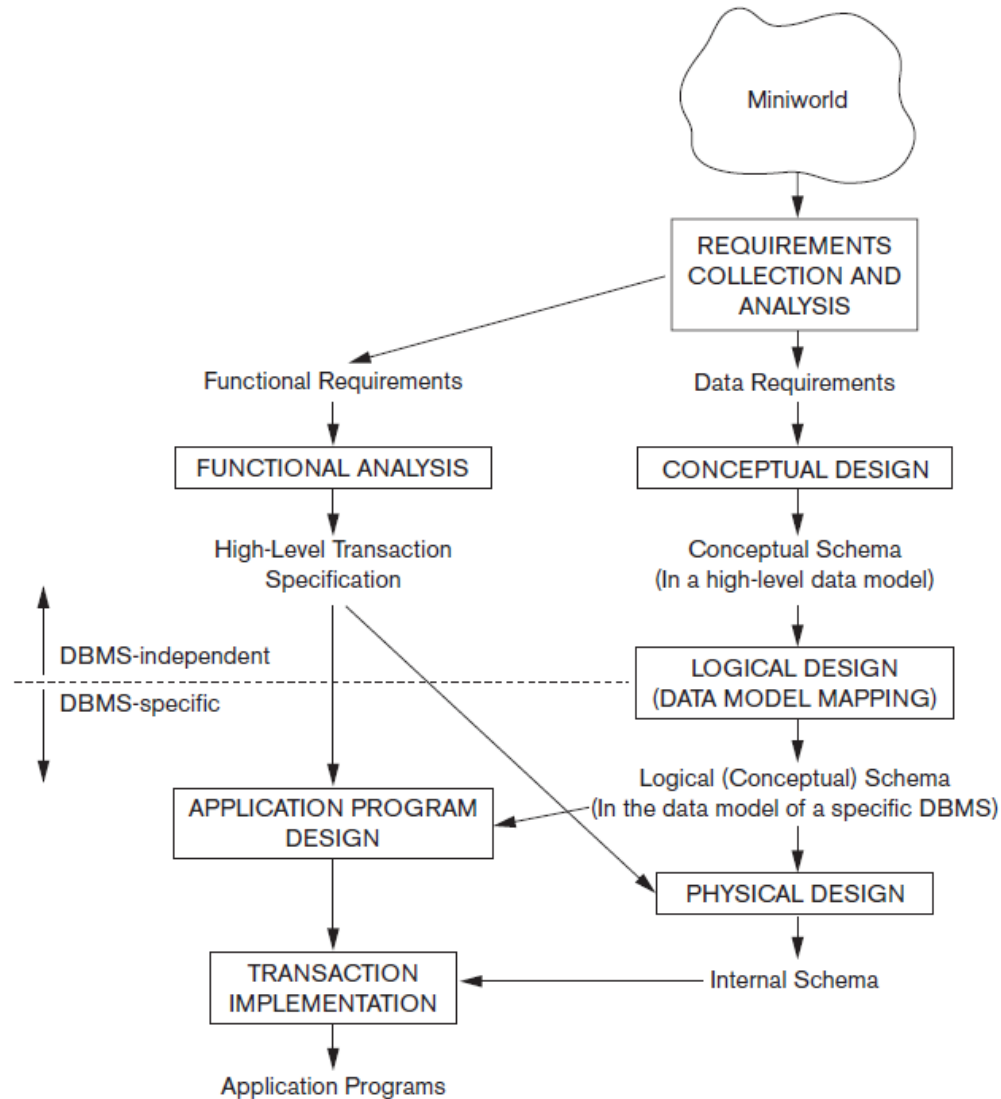 Miniworld
REQUIREMENTS
COLLECTION AND
ANALYSIS
Functional Requirements
Data Requirements
FUNCTIONAL ANALYSIS
CONCEPTUAL DESIGN
High-Level Transaction
Specification
Conceptual Schema
(In a high-level data model)
DBMS-independent
LOGICAL DESIGN
(DATA MODEL MAPPING)
DBMS-specific
Logical (Conceptual) Schema
(In the data model of a specific DBMS)
APPLICATION PROGRAM
DESIGN
PHYSICAL DESIGN
TRANSACTION
IMPLEMENTATION
Internal Schema
Application Programs